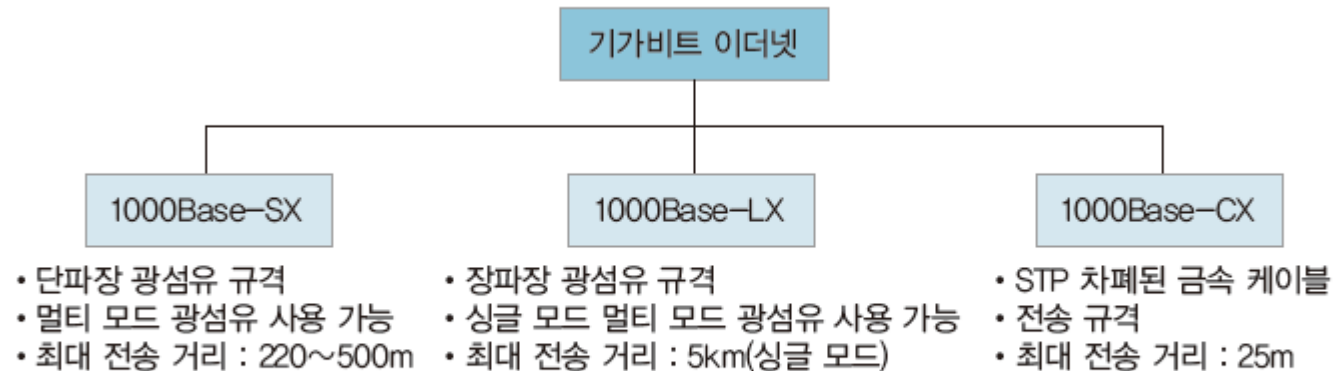 기가비트 이더넷
1000Base-SX
• 단파장 광섬유 규격
• 멀티 모드 광섬유 사용 가능
• 최대 전송 거리 : 220~500m
1000Base-LX
• 장파장 광섬유 규격
• 싱글 모드 멀티 모드 광섬유 사용 가능
• 최대 전송 거리 : 5km(싱글 모드)
1000Base-CX
• STP 차폐된 금속 케이블
• 전송 규격
• 최대 전송 거리 : 25m